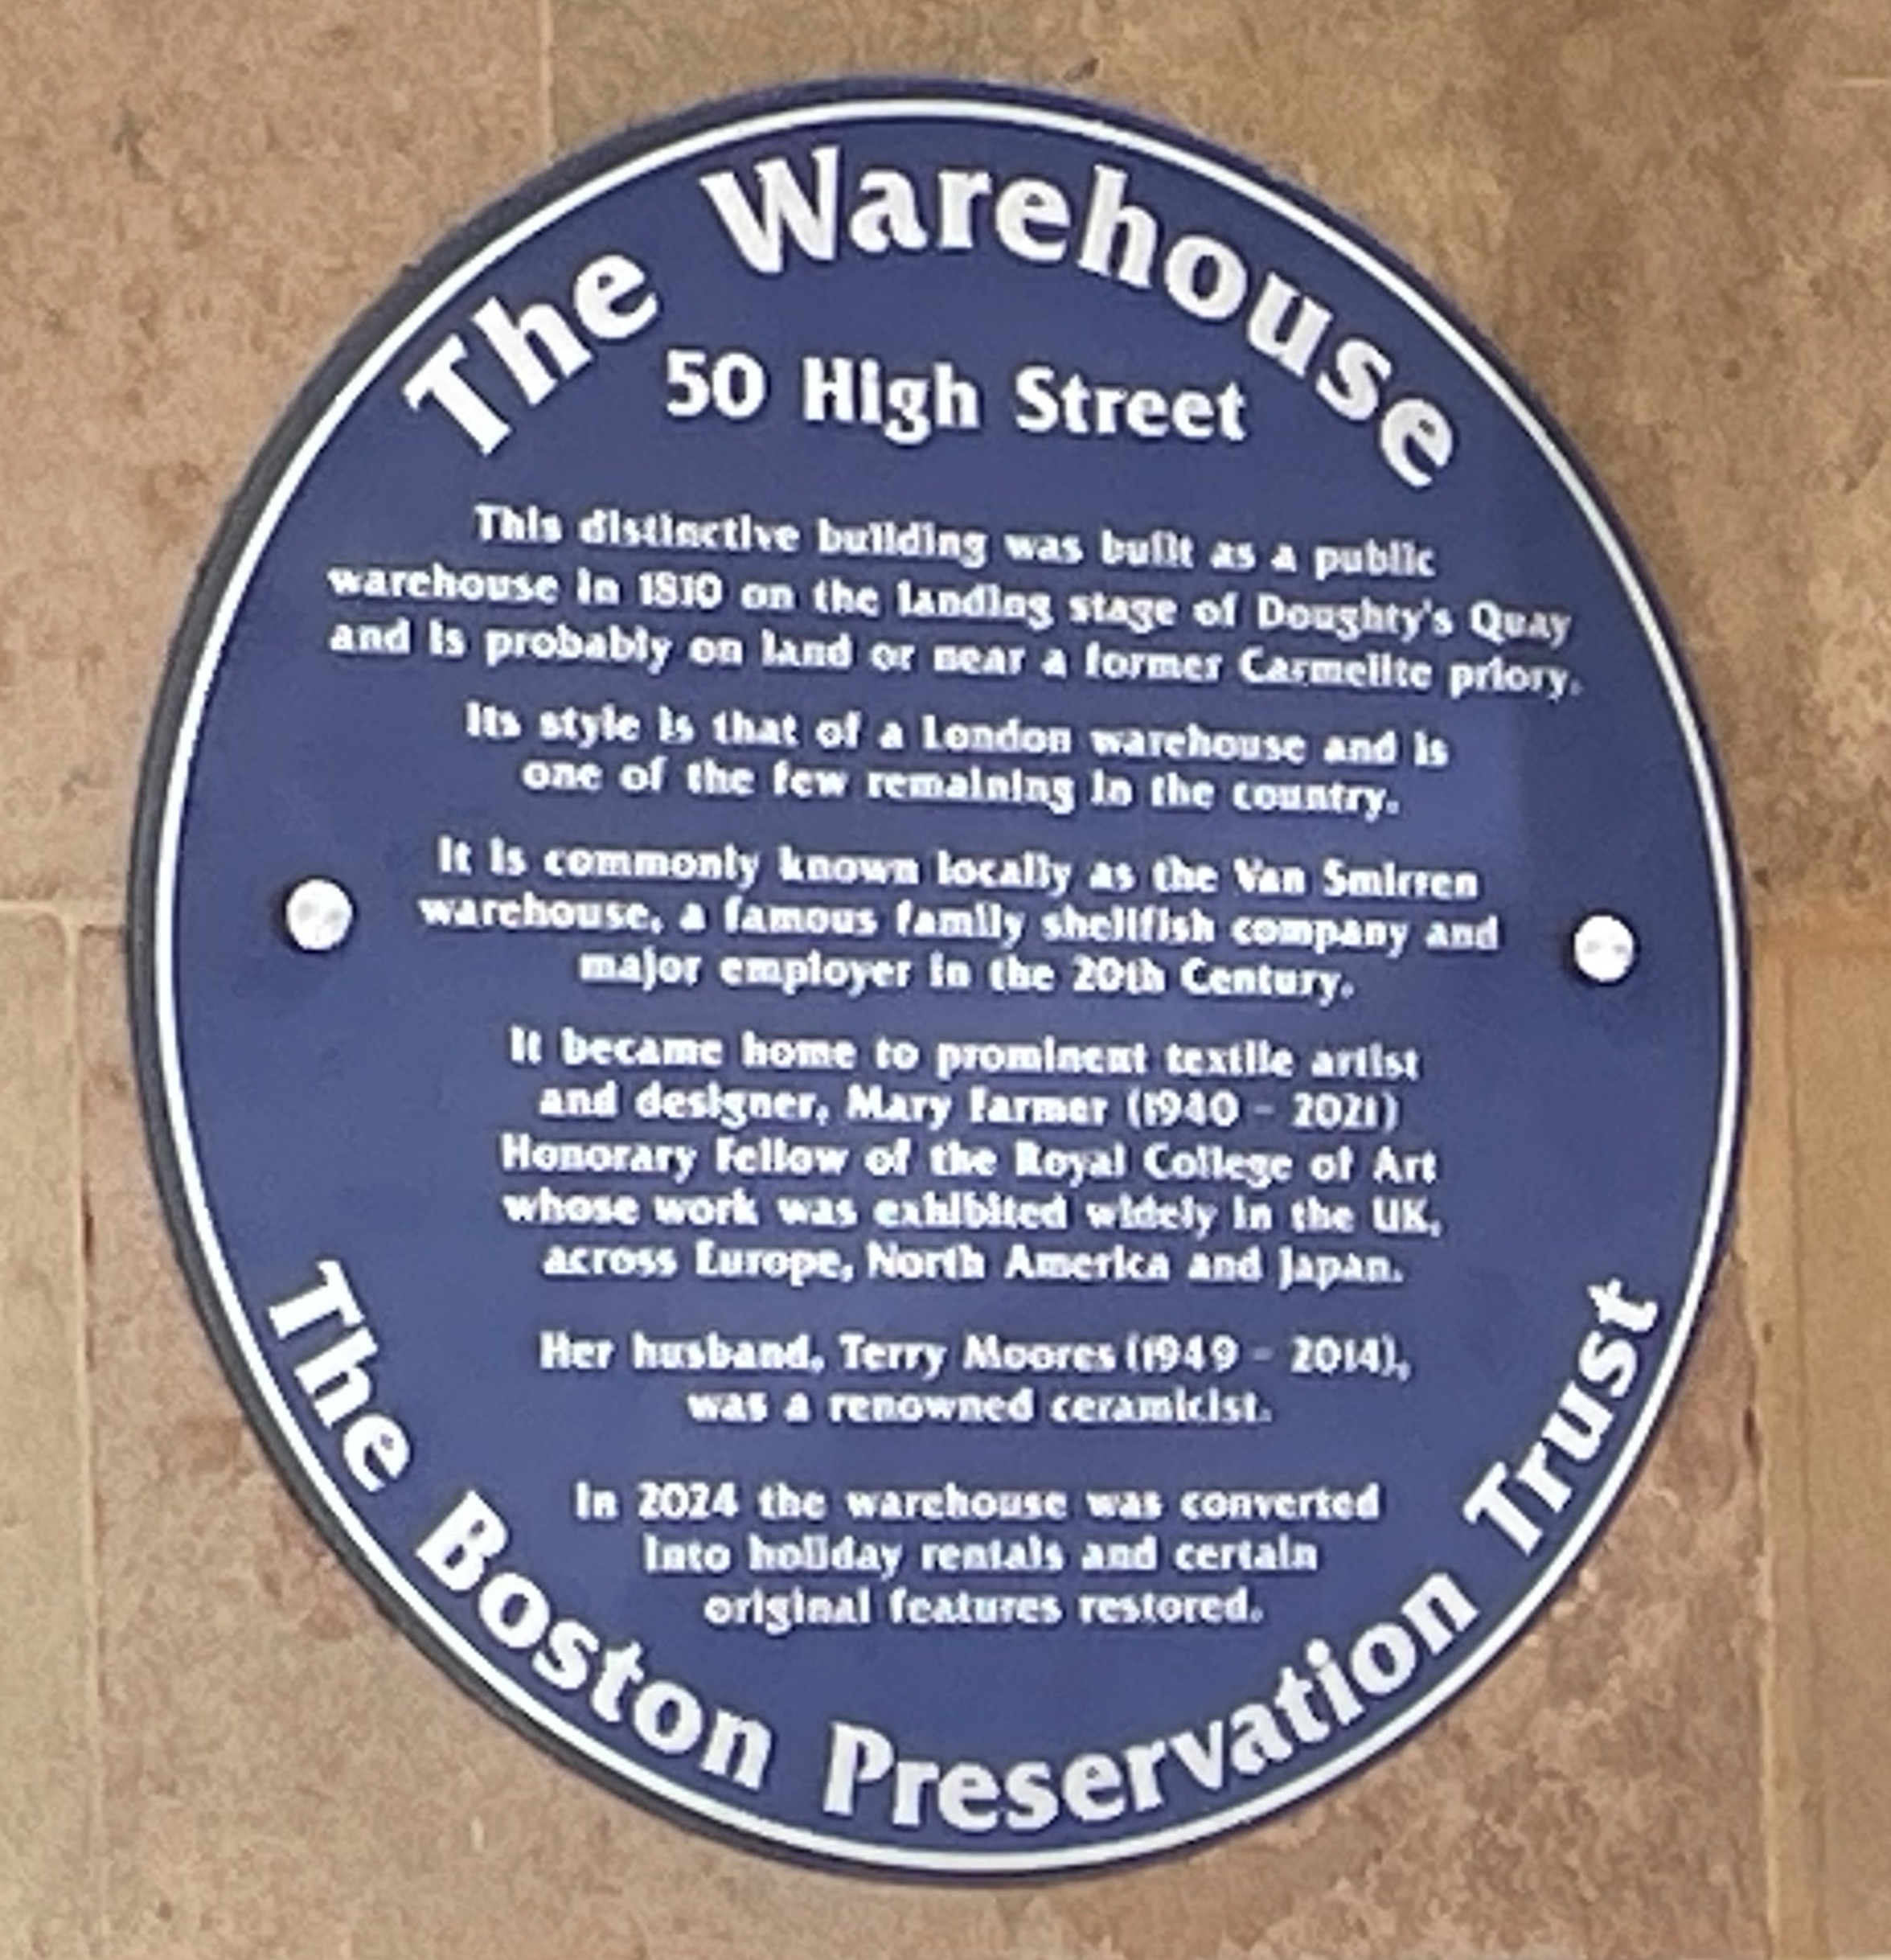 The Warehouse
50 High Street
This distinctive building was built as a public
warehouse in 1810 on the landing stage of Doughty's Quay
and is probably on land or near a former Carmelite priory.
Its style is that of a London warehouse and is
one of the few remaining in the country.
It is commonly known locally as the Van Smirren
warehouse, a famous family shellfish company and
major employer in the 20th Century.
It became home to prominent textile artist
and designer, Mary Farmer (1940 - 2021)
Honorary Fellow of the Royal College of Art
whose work was exhibited widely in the UK,
across Europe, North America and Japan.
Her husband, Terry Moores (1949 - 2014),
was a renowned ceramicist.
In 2024 the warehouse was converted
into holiday rentals and certain
original features restored.
The Boston Preservation Trust